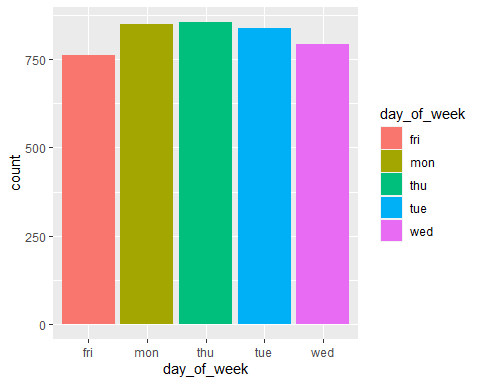 count
750
500
250
0
fri mon thu tue wed
day_of_week
day_of_week
fri
mon
thu
tue
wed